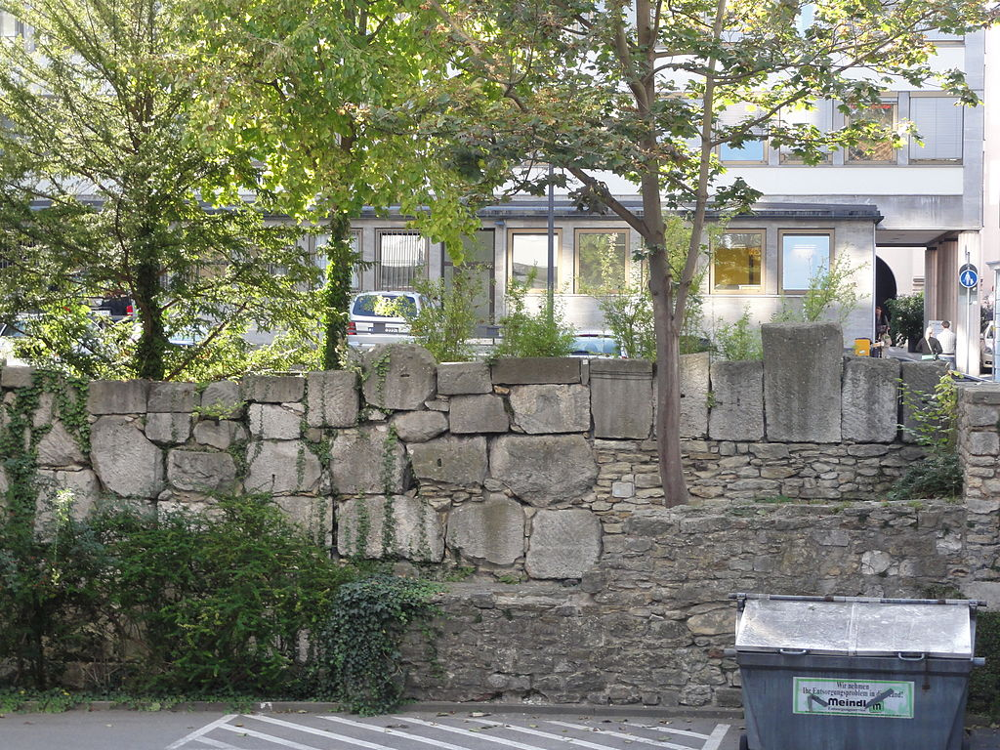 Wir nehmen
Ihr Entsorgungsproblem in die Hand!
Meindl